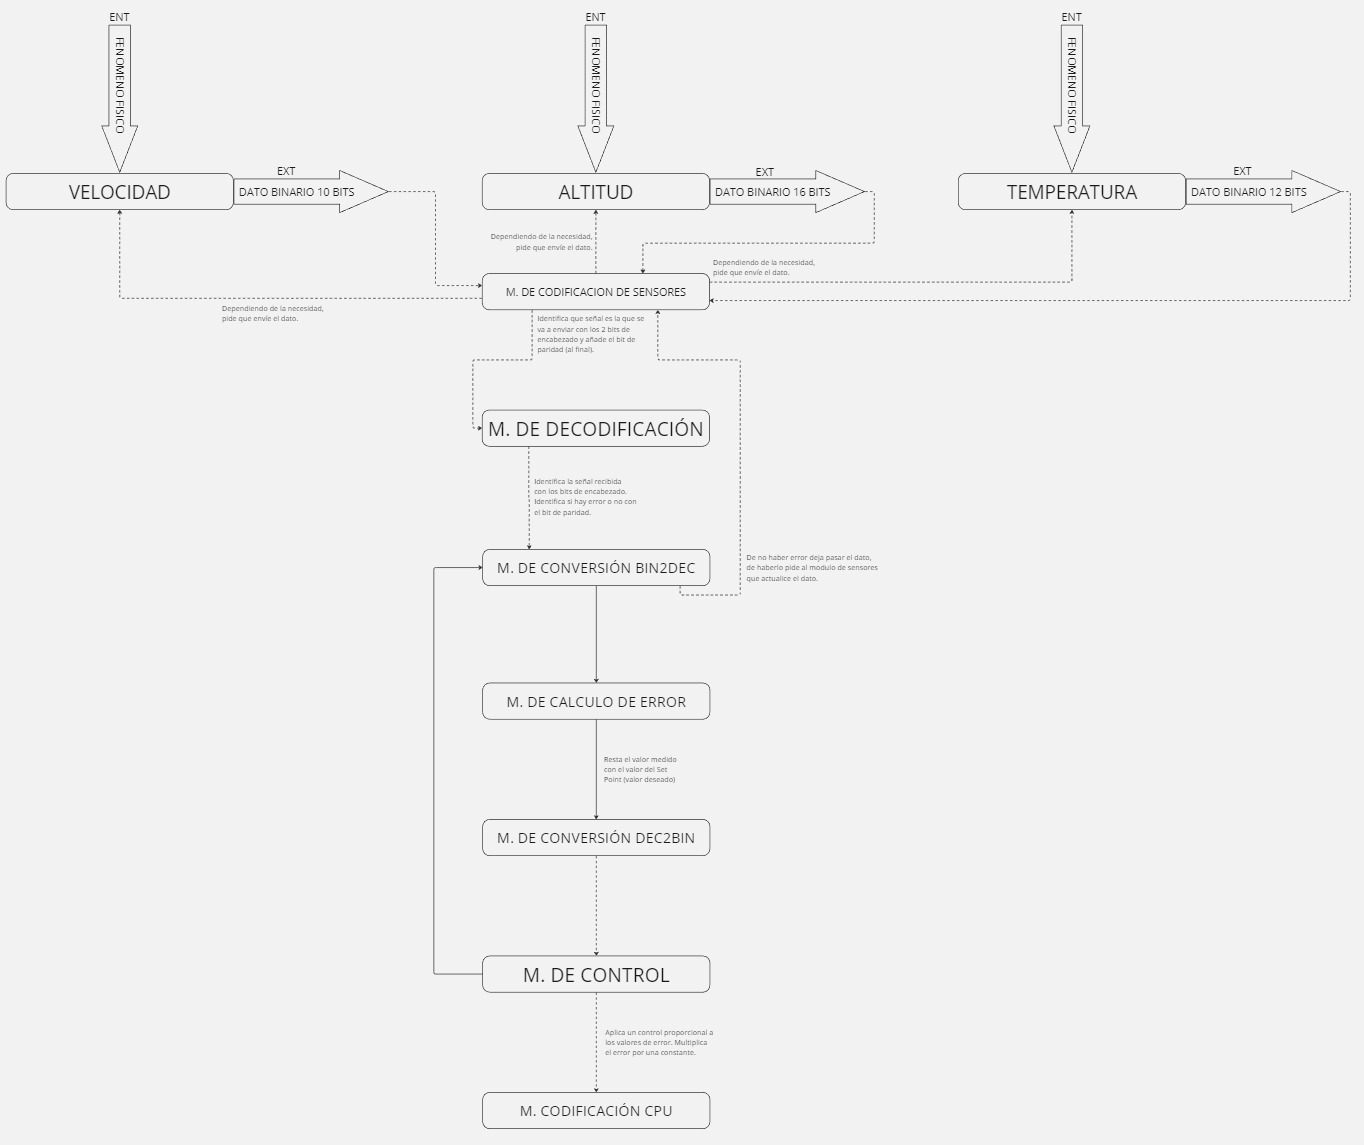 ENT
ENT
ENT
FENOMENO FISICO
FENOMENO FISICO
FENOMENO FISICO
VELOCIDAD
EXT
DATO BINARIO 10 BITS
ALTITUD
EXT
DATO BINARIO 16 BITS
TEMPERATURA
EXT
DATO BINARIO 12 BITS
Dependiendo de la necesidad,
pide que envíe el dato.
Dependiendo de la necesidad,
pide que envíe el dato.
M. DE CODIFICACION DE SENSORES
Dependiendo de la necesidad,
pide que envíe el dato.
Identifica que señal es la que se
va a enviar con los 2 bits de
encabezado y añade el bit de
paridad (al final).
M. DE DECODIFICACIÓN
Identifica la señal recibida
con los bits de encabezado.
Identifica si hay error o no con
el bit de paridad.
M. DE CONVERSIÓN BIN2DEC
De no haber error deja pasar el dato,
de haberlo pide al modulo de sensores
que actualice el dato.
M. DE CALCULO DE ERROR
Resta el valor medido
con el valor del Set
Point (valor deseado)
M. DE CONVERSIÓN DEC2BIN
M. DE CONTROL
Aplica un control proporcional a
los valores de error. Multiplica
el error por una constante.
M. CODIFICACIÓN CPU